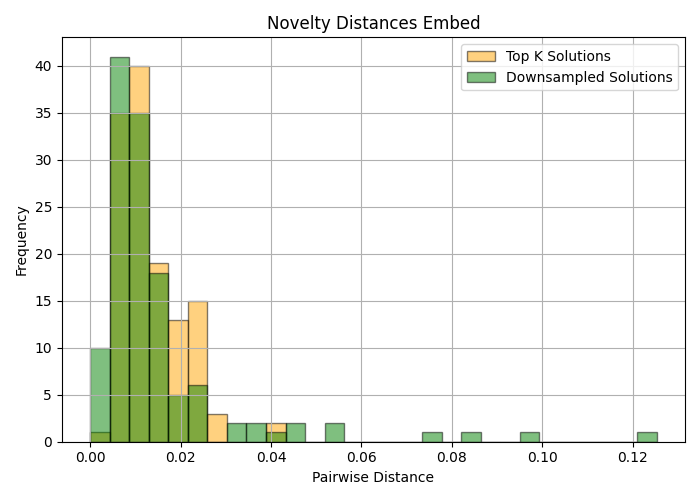 Novelty Distances Embed
Top K Solutions
Downsampled Solutions
Frequency
40
35
30
25
20
15
10
5
0
0.00 0.02 0.04 0.06 0.08 0.10 0.12
Pairwise Distance